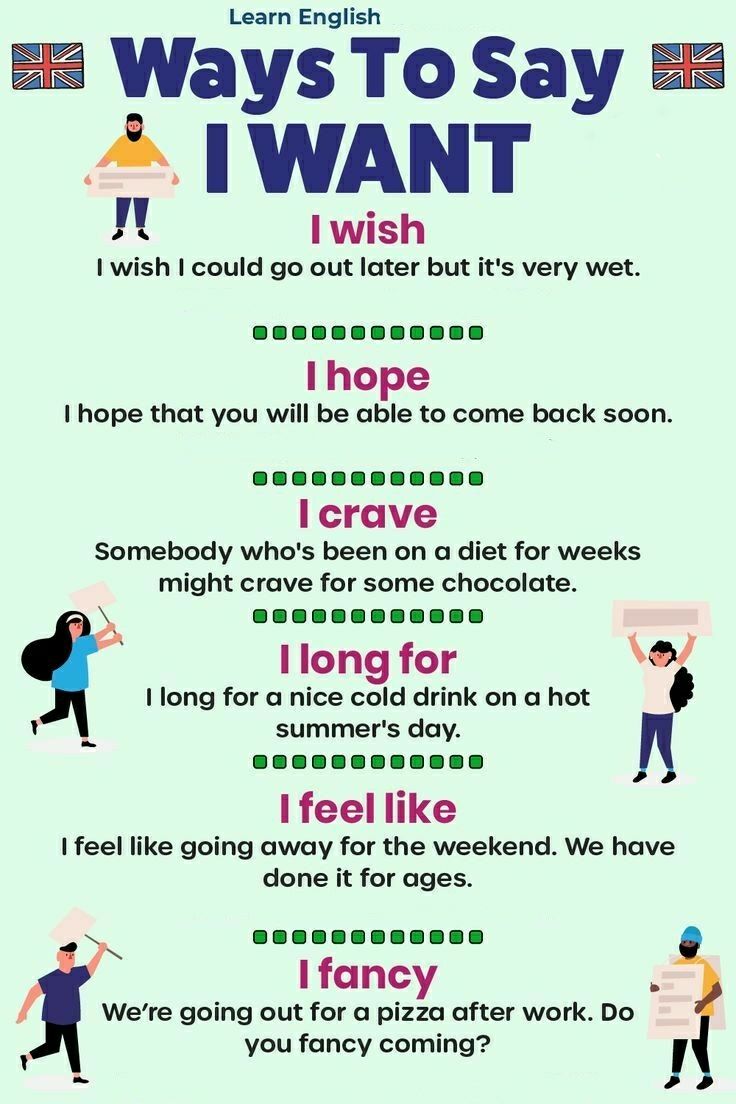 Learn English
Ways To Say
I WANT
I wish
I wish I could go out later but it's very wet.
I hope
I hope that you will be able to come back soon.
I crave
Somebody who's been on a diet for weeks
might crave for some chocolate.
I long for
I long for a nice cold drink on a hot
summer's day.
I feel like
I feel like going away for the weekend. We have
done it for ages.
I fancy
We're going out for a pizza after work. Do
you fancy coming?